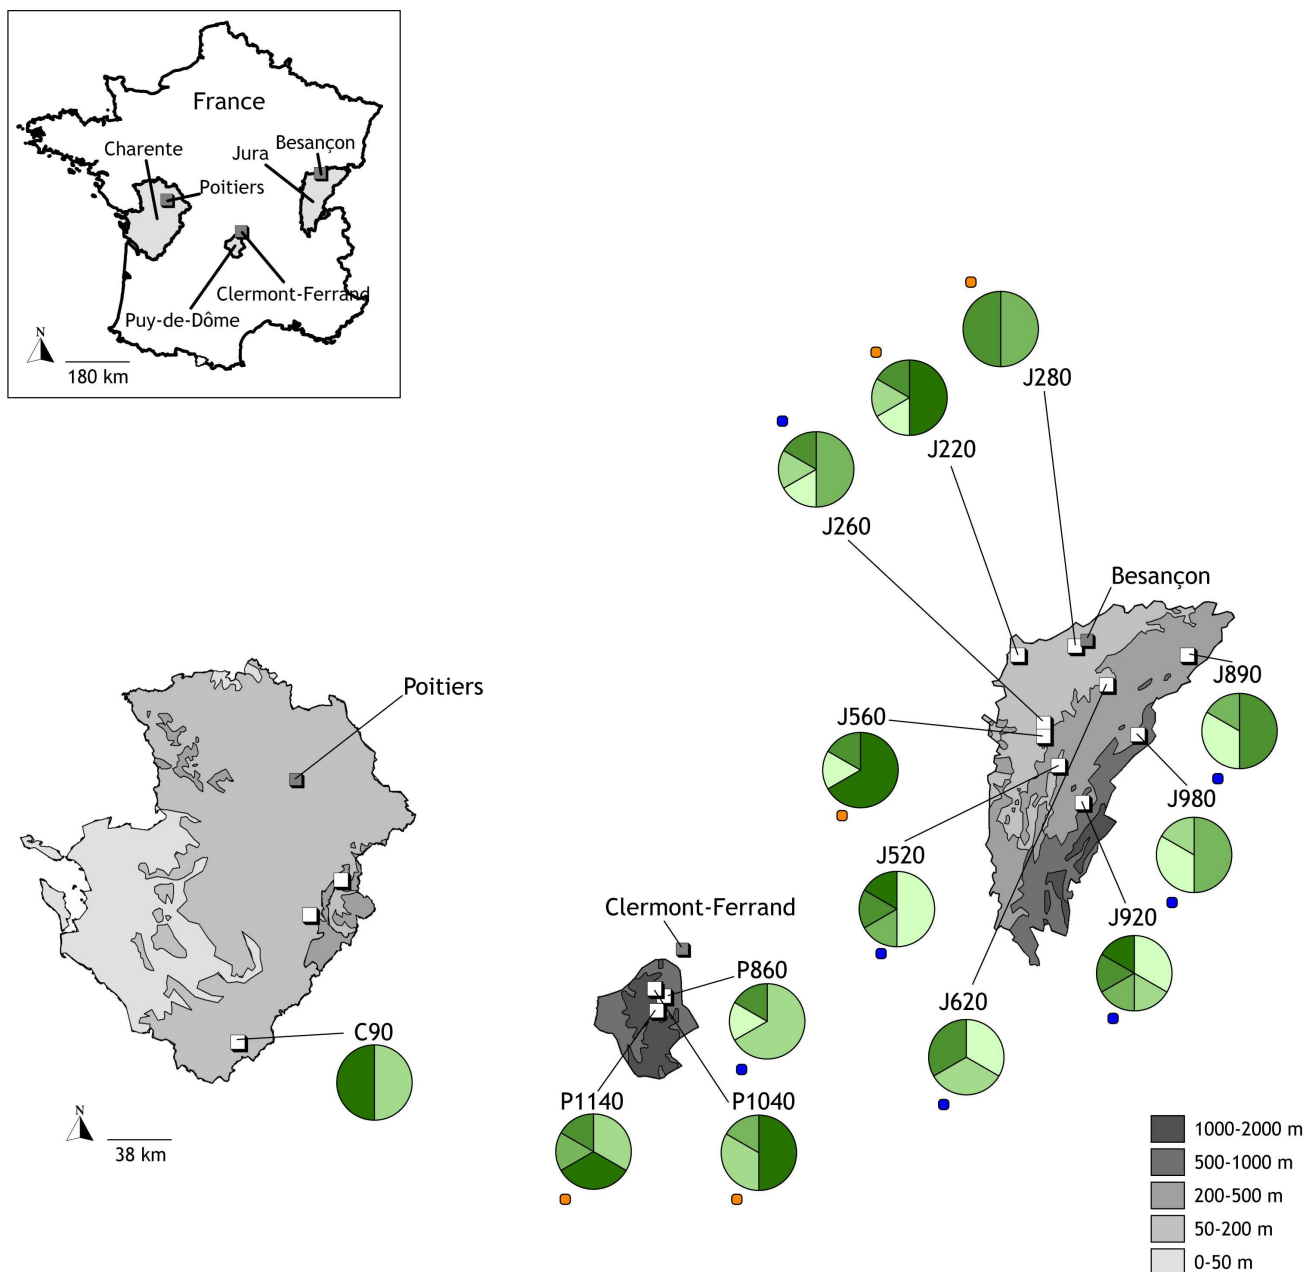 France
Charente
Jura
Besançon
Poitiers
Clermont-Ferrand
Puy-de-Dôme
N
180 km
J280
J220
J260
Besançon
J890
Poitiers
J560
J980
J520
Clermont-Ferrand
J920
P860
J620
C90
P1140
P1040
N
38 km
1000-2000 m
500-1000 m
200-500 m
50-200 m
0-50 m